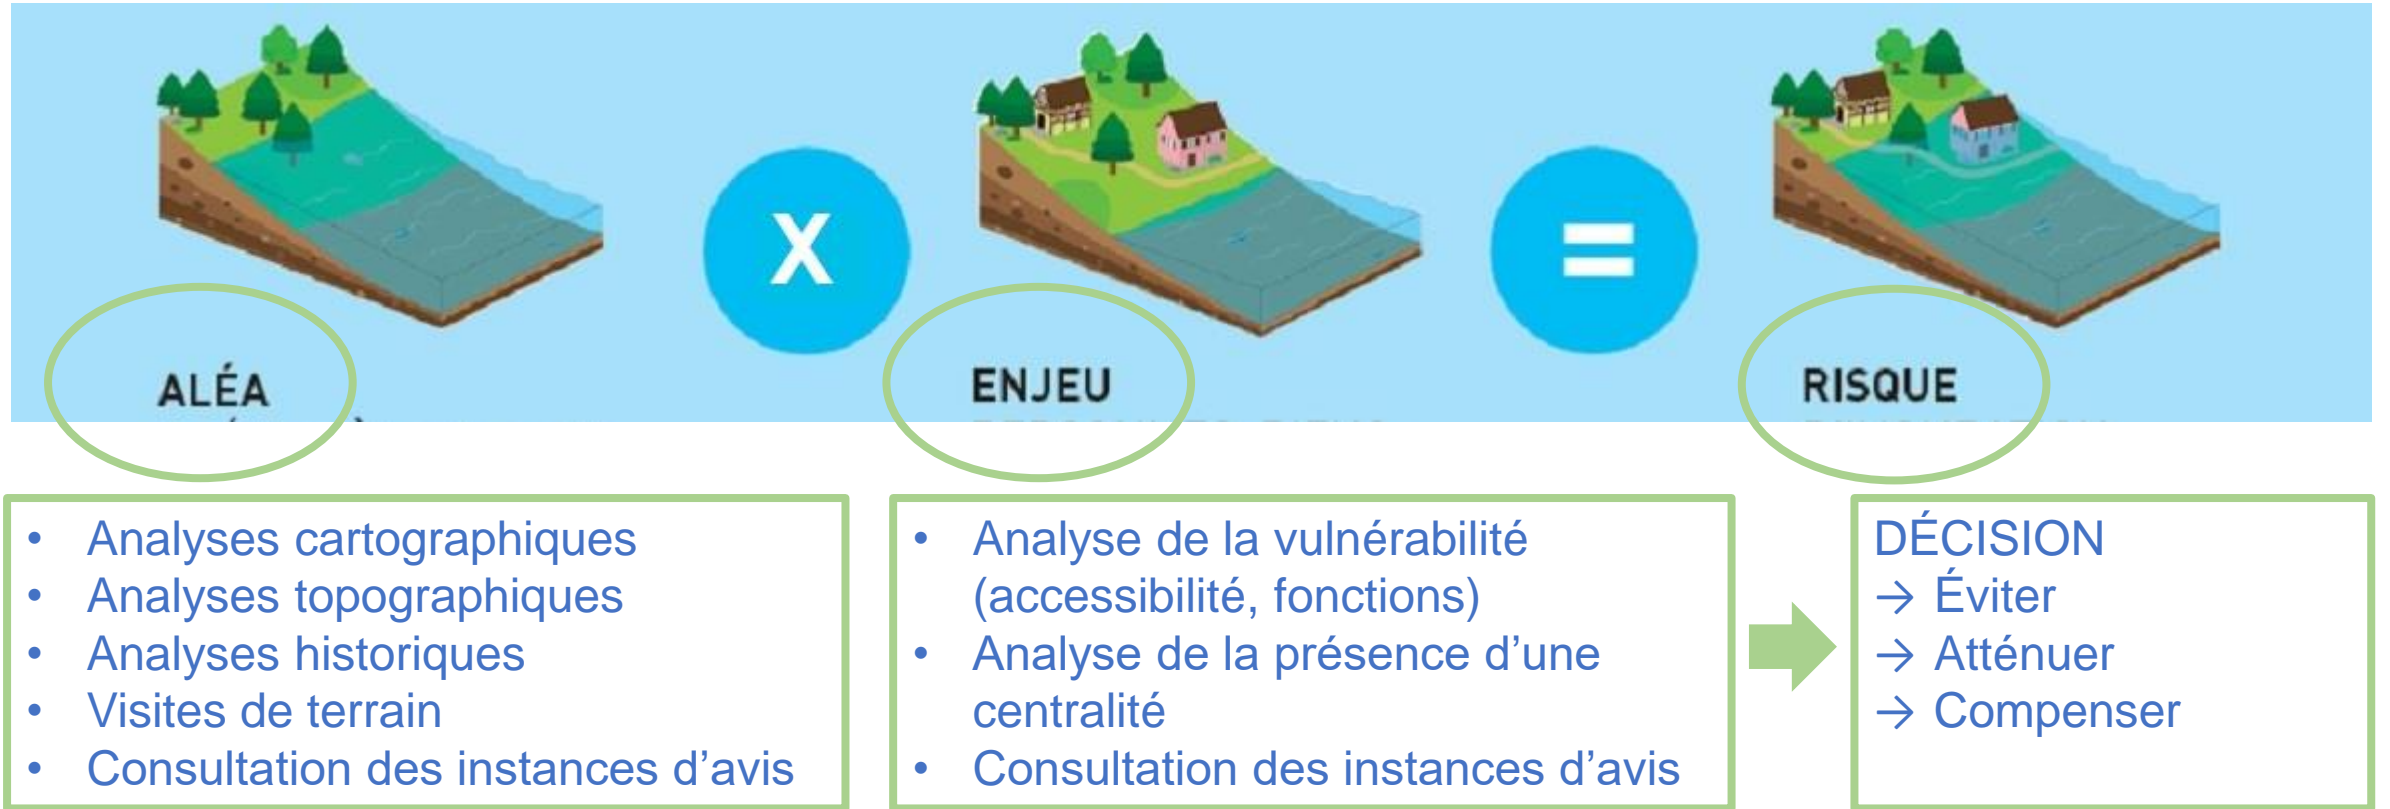 X
=
ALÉA
ENJEU
RISQUE
• Analyses cartographiques
• Analyses topographiques
• Analyses historiques
• Visites de terrain
• Consultation des instances d’avis
• Analyse de la vulnérabilité
(accessibilité, fonctions)
• Analyse de la présence d’une
centralité
• Consultation des instances d’avis
DÉCISION
→ Éviter
→ Atténuer
→ Compenser